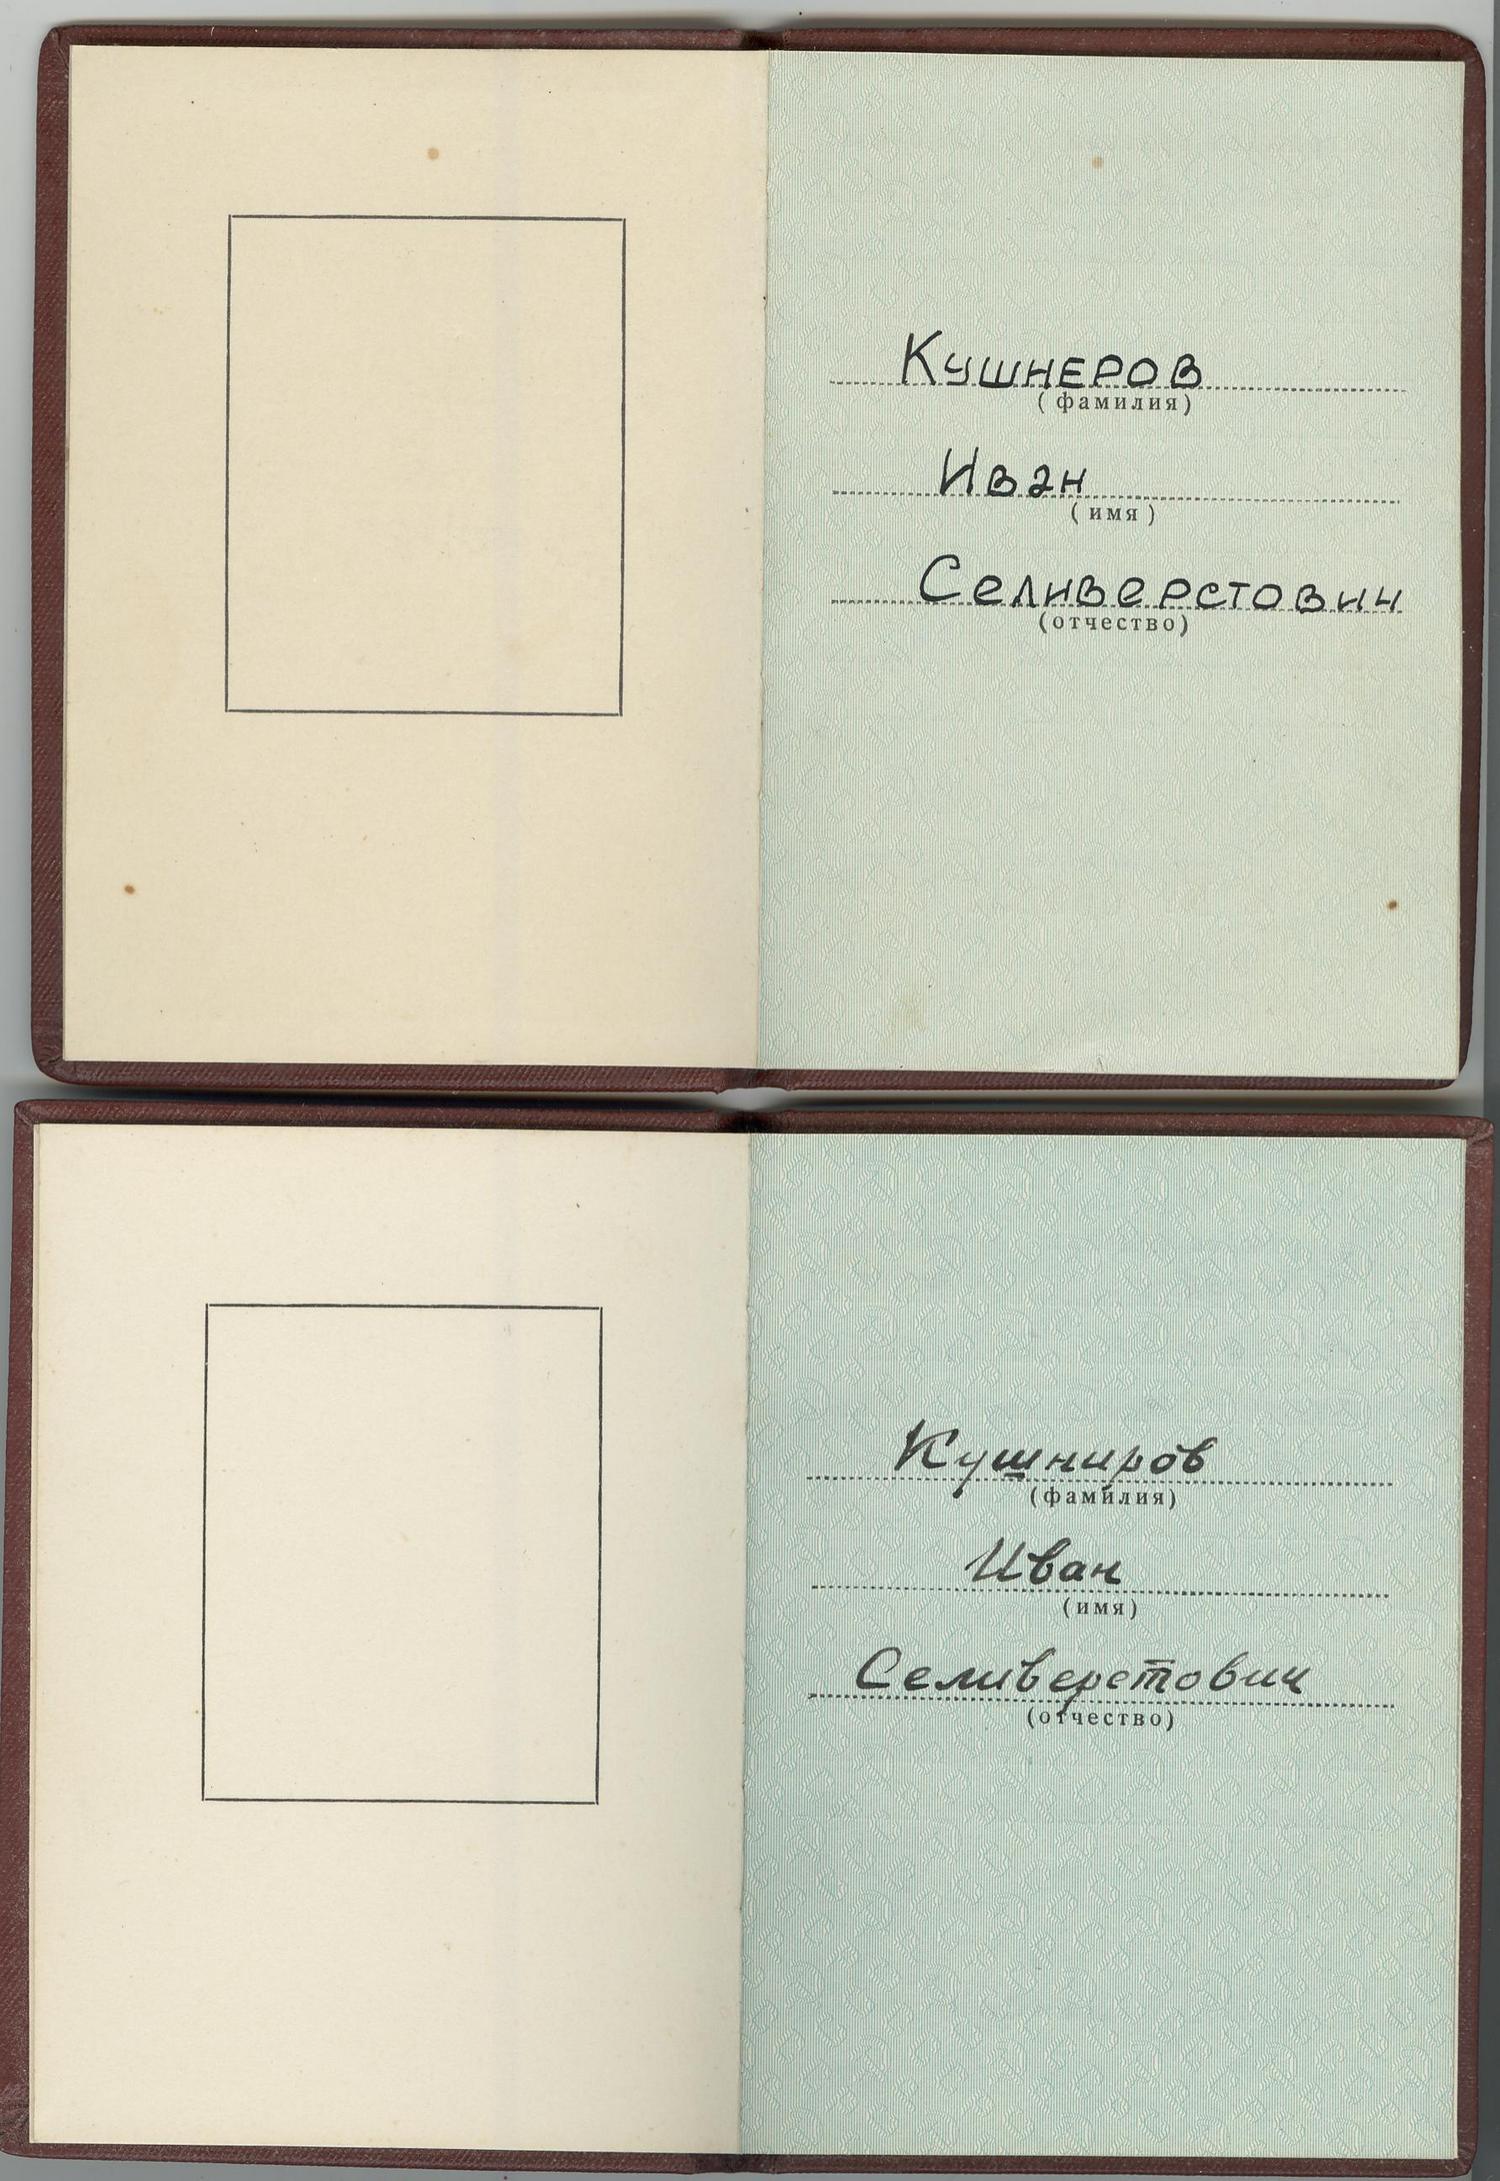 Кушнеров
(фамилия)
Иван
(имя)
Селиверстович
(отчество)
Кушниров
(фамилия)
Иван
(имя)
Селиверстович
(отчество)